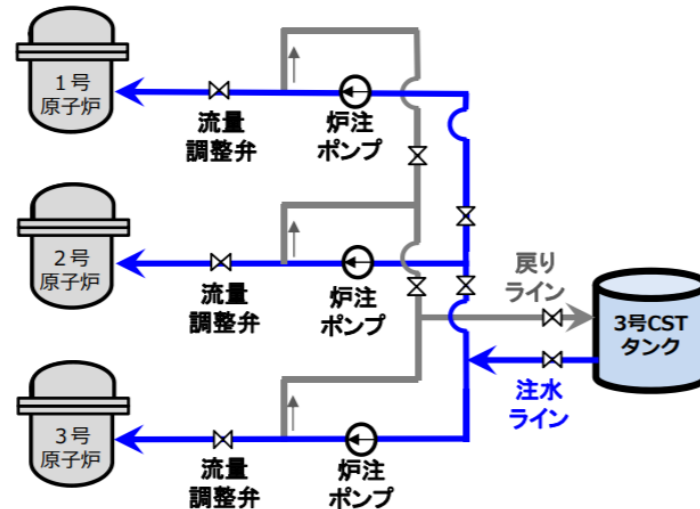 1号
原子炉
流量
調整弁
炉注
ポンプ
2号
原子炉
流量
調整弁
炉注
ポンプ
戻り
ライン
3号CST
タンク
注水
ライン
3号
原子炉
流量
調整弁
炉注
ポンプ